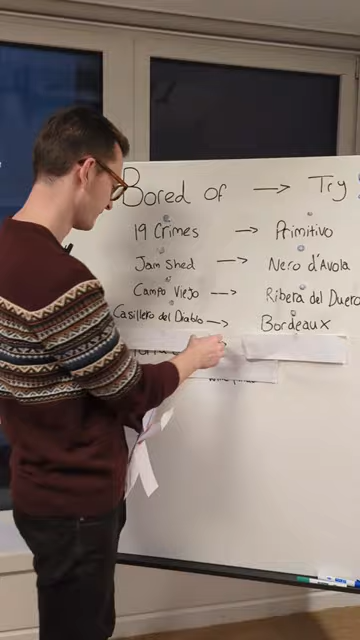 Bored of → Try
19 Crimes → Primitivo
Jam Shed → Nero d'Avola
Campo Viejo → Ribera del Duero
Casillero del Diablo → Bordeaux